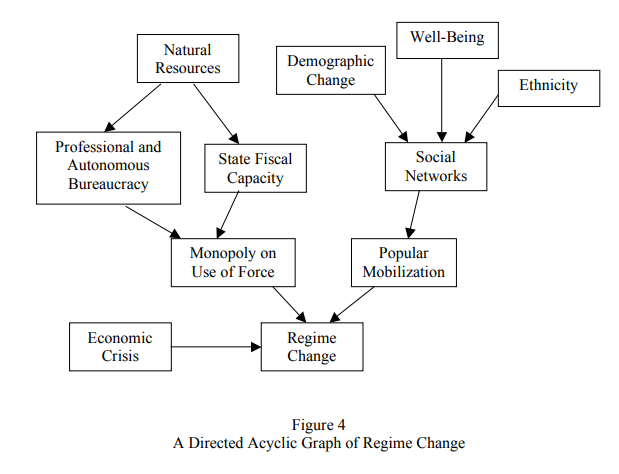 Well-Being
Natural
Resources
Demographic
Change
Ethnicity
Professional and
Autonomous
Bureaucracy
State Fiscal
Capacity
Social
Networks
Monopoly on
Use of Force
Popular
Mobilization
Economic
Crisis
Regime
Change
Figure 4
A Directed Acyclic Graph of Regime Change